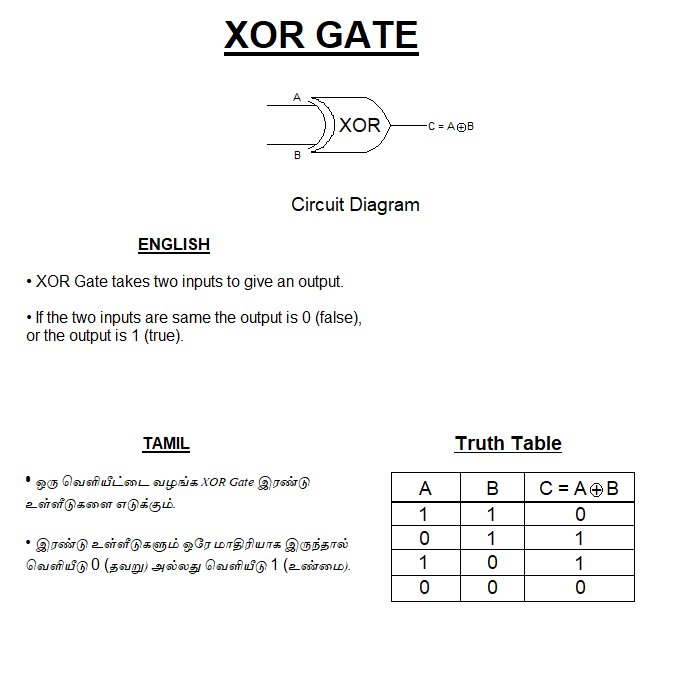 XOR GATE
A
XOR
C = A⊕B
B
Circuit Diagram
ENGLISH
• XOR Gate takes two inputs to give an output.
• If the two inputs are same the output is 0 (false),
or the output is 1 (true).
TAMIL
• ஒரு வெளியீட்டை வழங்க XOR Gate இரண்டு
உள்ளீடுகளை எடுக்கும்.
• இரண்டு உள்ளீடுகளும் ஒரே மாதிரியாக இருந்தால்
வெளியீடு 0 (தவறு) அல்லது வெளியீடு 1 (உண்மை).
Truth Table
A B C = A⊕B
1 1 0
0 1 1
1 0 1
0 0 0